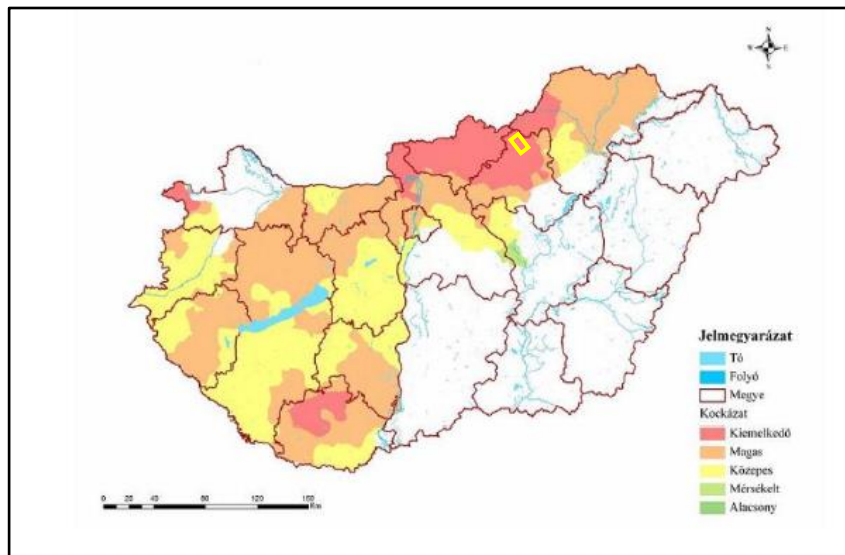 N
W E
S
Jelmegyarázat
Tó
Folyó
Megye
Kockázat
Kiemelkedő
Magas
Közepes
Mérsékelt
Alacsony
0 20 40 80 120 160
Km